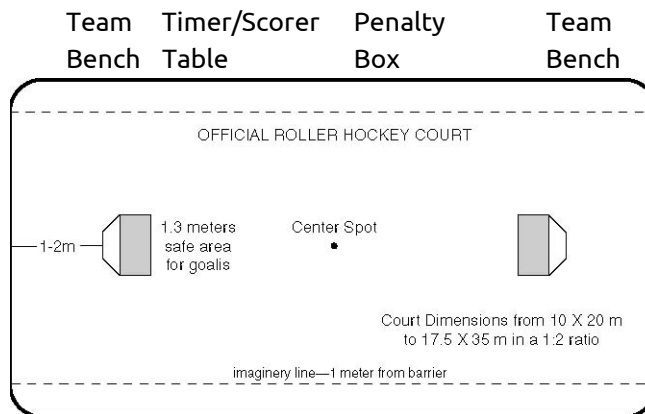 Team Timer/Scorer Penalty Team
Bench Table Box Bench
OFFICIAL ROLLER HOCKEY COURT
1-2m
1.3 meters
safe area
for goalis
Center Spot
Court Dimensions from 10 X 20 m
to 17.5 X 35 m in a 1:2 ratio
imaginery line—1 meter from barrier